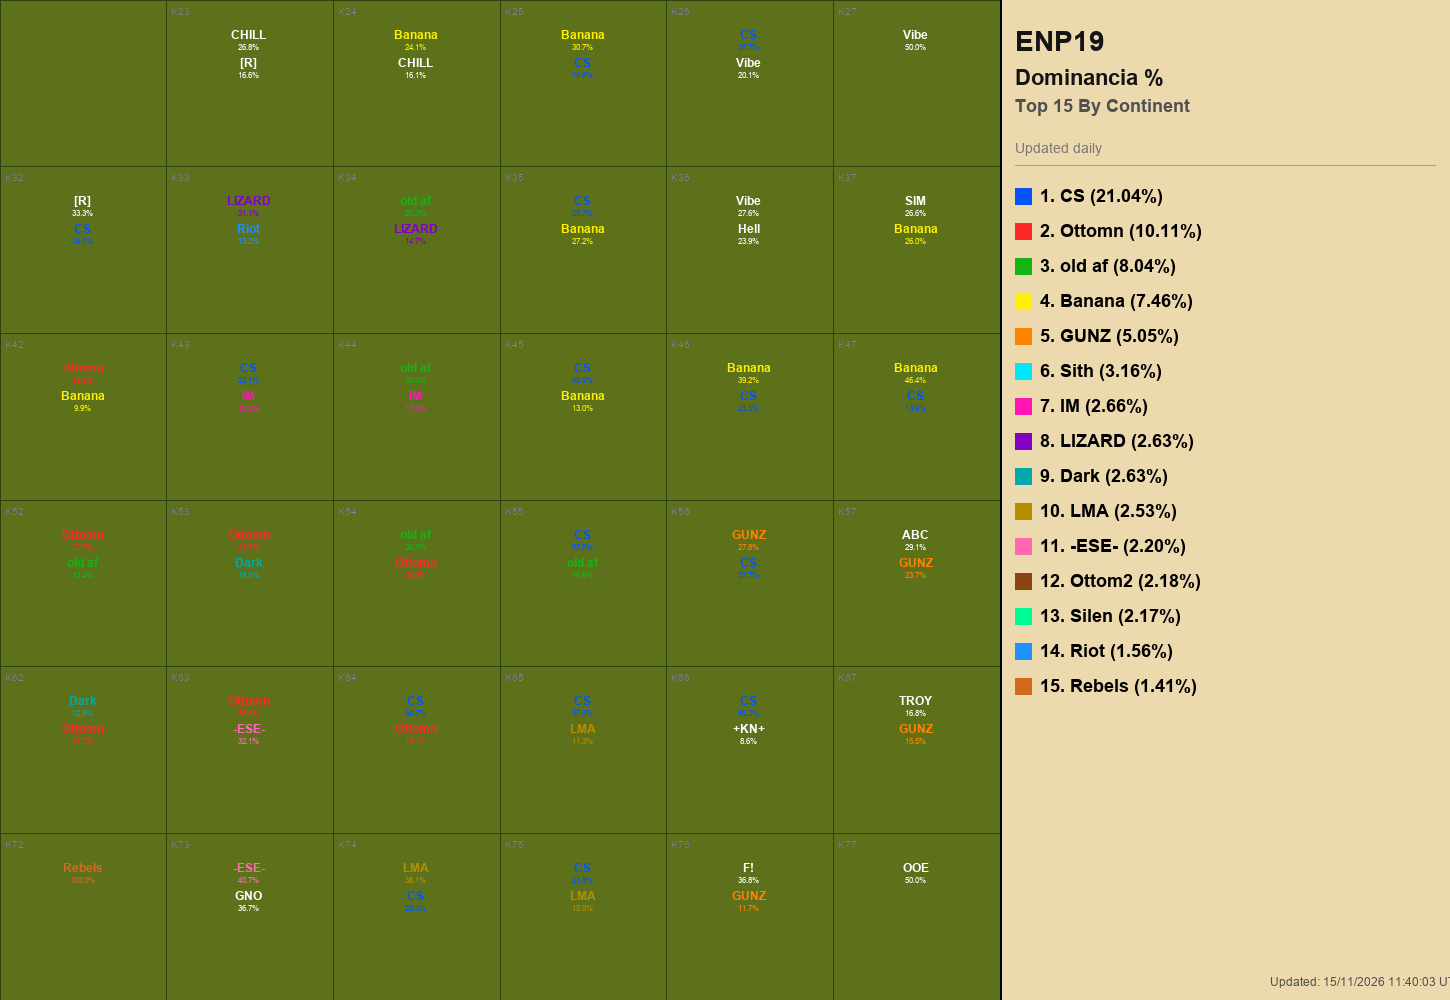 K23
CHILL
26.8%
[R]
16.6%
K24
Banana
24.1%
CHILL
16.1%
K25
Banana
30.7%
CS
K26
CS
Vibe
20.1%
K27
Vibe
50.0%
K32
[R]
33.3%
CS
K33
LIZARD
31.1%
Riot
K34
old af
LIZARD
14.7%
K35
CS
Banana
27.2%
K36
Vibe
27.6%
Hell
23.9%
K37
SIM
26.6%
Banana
26.0%
K42
Ottomn
Banana
9.9%
K43
CS
IM
K44
old af
IM
K45
CS
Banana
13.0%
K46
Banana
39.2%
CS
K47
Banana
46.4%
CS
K52
Ottomn
old af
K53
Ottomn
Dark
K54
old af
Ottomn
K55
CS
old af
K56
GUNZ
27.8%
CS
K57
ABC
29.1%
GUNZ
23.7%
K62
Dark
Ottomn
K63
Ottomn
-ESE-
32.1%
K64
CS
Ottomn
K65
CS
LMA
11.3%
K66
CS
+KN+
8.6%
K67
TROY
16.8%
GUNZ
15.5%
K72
Rebels
100.0%
K73
-ESE-
40.7%
GNO
36.7%
K74
LMA
38.1%
CS
K75
CS
LMA
15.0%
K76
F!
36.8%
GUNZ
11.7%
K77
OOE
50.0%
ENP19
Dominancia %
Top 15 By Continent
Updated daily
1. CS (21.04%)
2. Ottomn (10.11%)
3. old af (8.04%)
4. Banana (7.46%)
5. GUNZ (5.05%)
6. Sith (3.16%)
7. IM (2.66%)
8. LIZARD (2.63%)
9. Dark (2.63%)
10. LMA (2.53%)
11. -ESE- (2.20%)
12. Ottom2 (2.18%)
13. Silen (2.17%)
14. Riot (1.56%)
15. Rebels (1.41%)
Updated: 15/11/2026 11:40:03